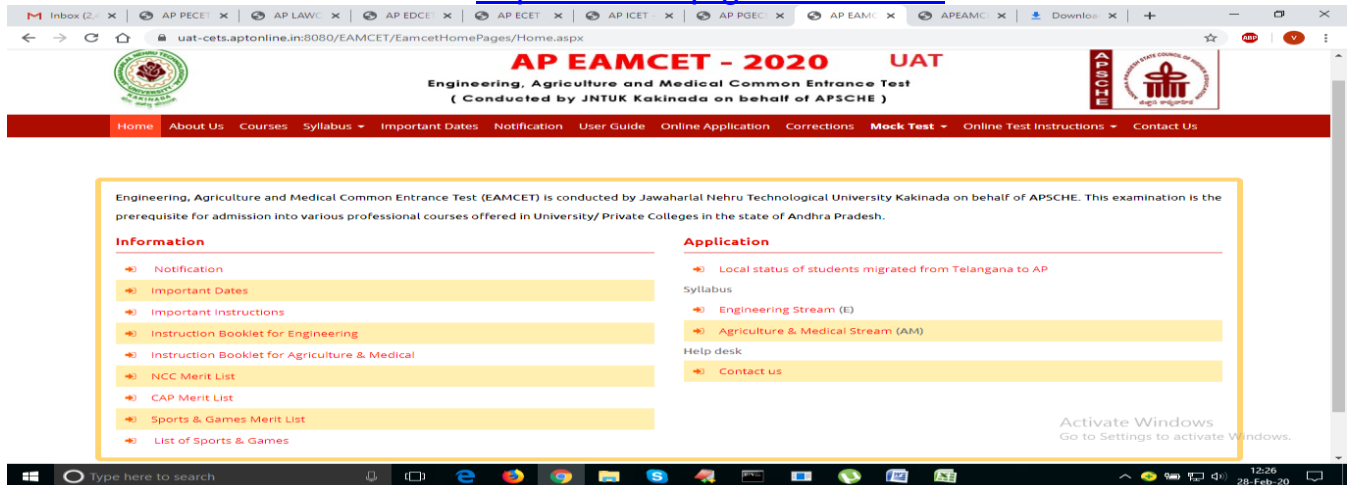 Inbox (2,
AP PECET
AP LAWC
AP EDCET
AP ECET
AP ICET -
AP PGEC
AP EAMC
APEAMC
Downloa
uat-cets.aptonline.in:8080/EAMCET/EamcetHomePages/Home.aspx
ABP
V
AP EAMCET - 2020 UAT
Engineering, Agriculture and Medical Common Entrance Test
( Conducted by JNTUK Kakinada on behalf of APSCHE )
APSCHE
Home About Us Courses Syllabus Important Dates Notification User Guide Online Application Corrections Mock Test Online Test Instructions Contact Us
Engineering, Agriculture and Medical Common Entrance Test (EAMCET) is conducted by Jawaharlal Nehru Technological University Kakinada on behalf of APSCHE. This examination is the
prerequisite for admission into various professional courses offered in University/ Private Colleges in the state of Andhra Pradesh.
Information
Notification
Important Dates
Important Instructions
Instruction Booklet for Engineering
Instruction Booklet for Agriculture & Medical
NCC Merit List
CAP Merit List
Sports & Games Merit List
List of Sports & Games
Application
Local status of students migrated from Telangana to AP
Syllabus
Engineering Stream (E)
Agriculture & Medical Stream (AM)
Help desk
Contact us
Activate Windows
Go to Settings to activate Windows.
Type here to search
12:26
28-Feb-20